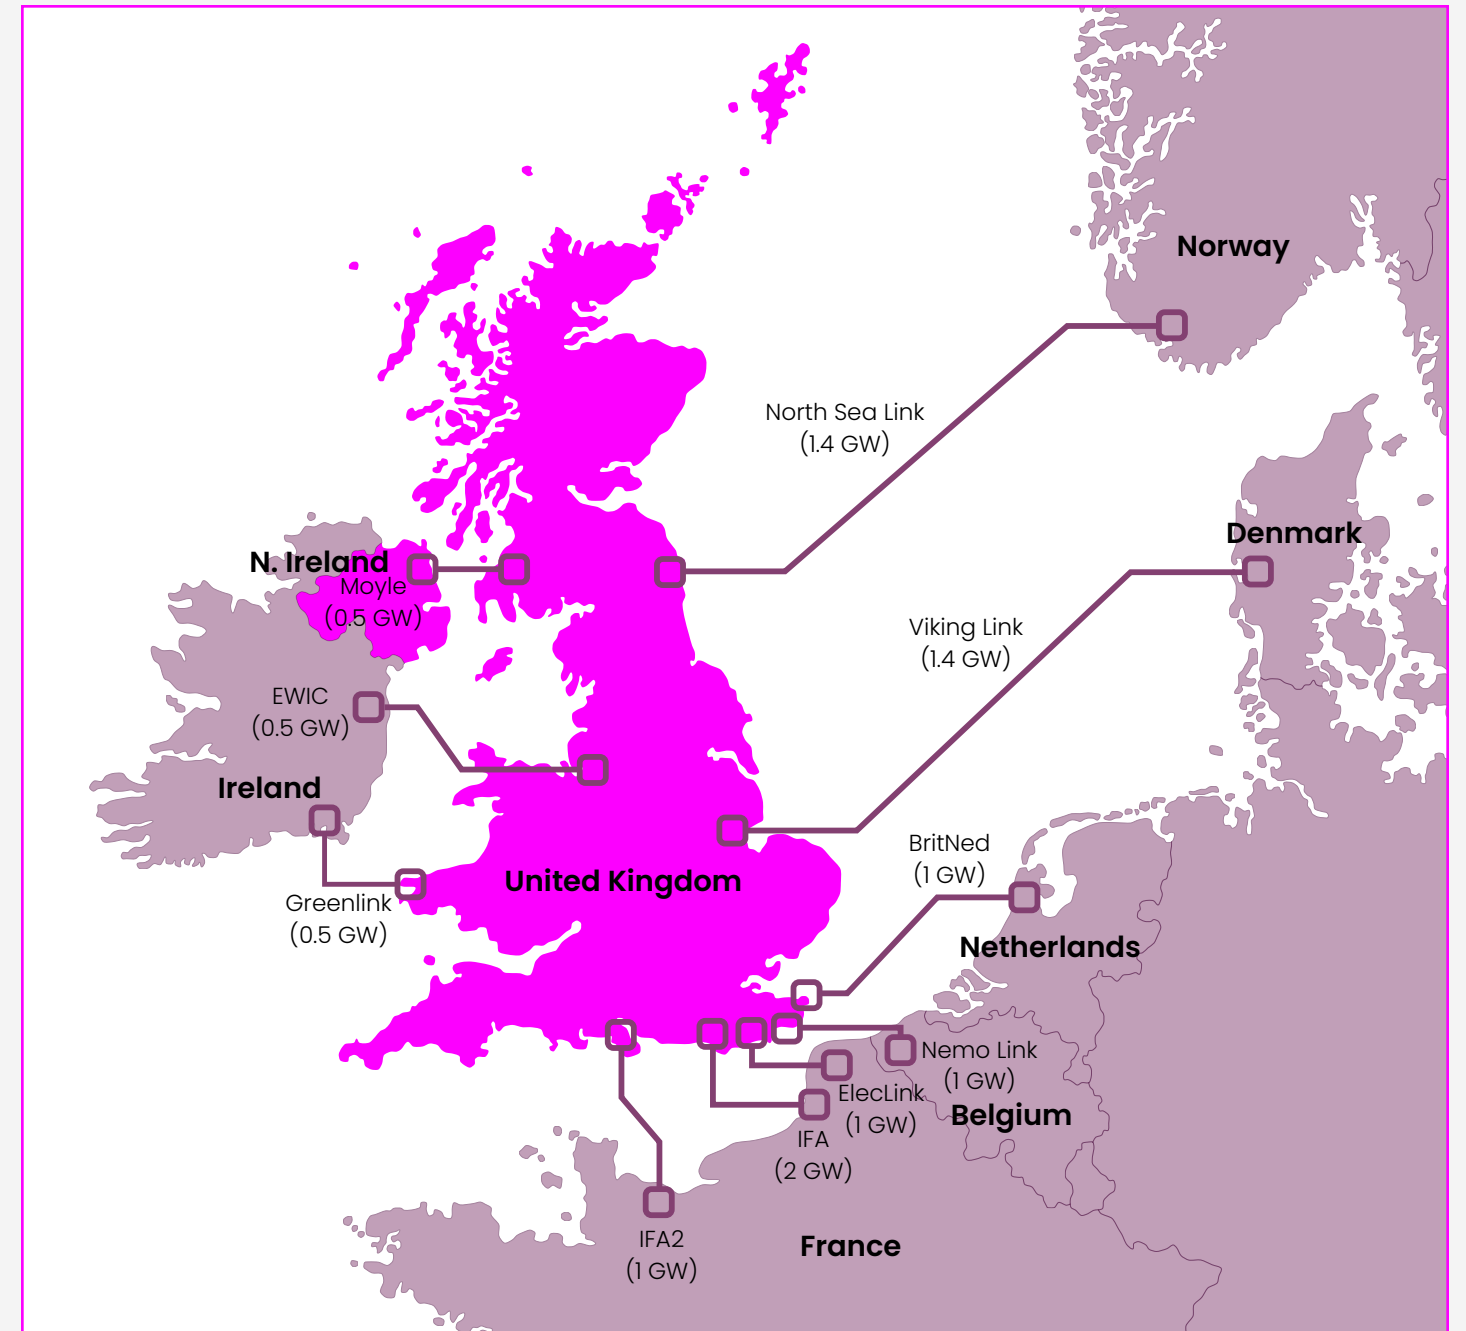 Norway
North Sea Link
(1.4 GW)
Denmark
N. Ireland
Moyle
(0.5 GW)
Viking Link
(1.4 GW)
EWIC
(0.5 GW)
Ireland
BritNed
(1 GW)
United Kingdom
Greenlink
(0.5 GW)
Netherlands
Nemo Link
(1 GW)
ElecLink
(1 GW)
Belgium
IFA
(2 GW)
IFA2
(1 GW)
France